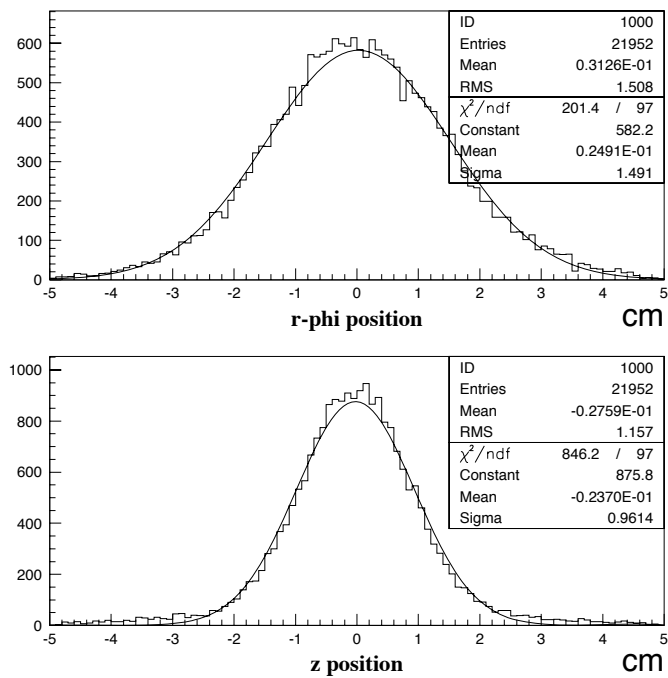 ID 1000
Entries 21952
Mean 0.3126E-01
RMS 1.508
χ²/ndf 201.4 / 97
Constant 582.2
Mean 0.2491E-01
Sigma 1.491
600
500
400
300
200
100
0
-5 -4 -3 -2 -1 0 1 2 3 4 5
r-phi position cm
ID 1000
Entries 21952
Mean -0.2759E-01
RMS 1.157
χ²/ndf 846.2 / 97
Constant 875.8
Mean -0.2370E-01
Sigma 0.9614
1000
800
600
400
200
0
-5 -4 -3 -2 -1 0 1 2 3 4 5
z position cm